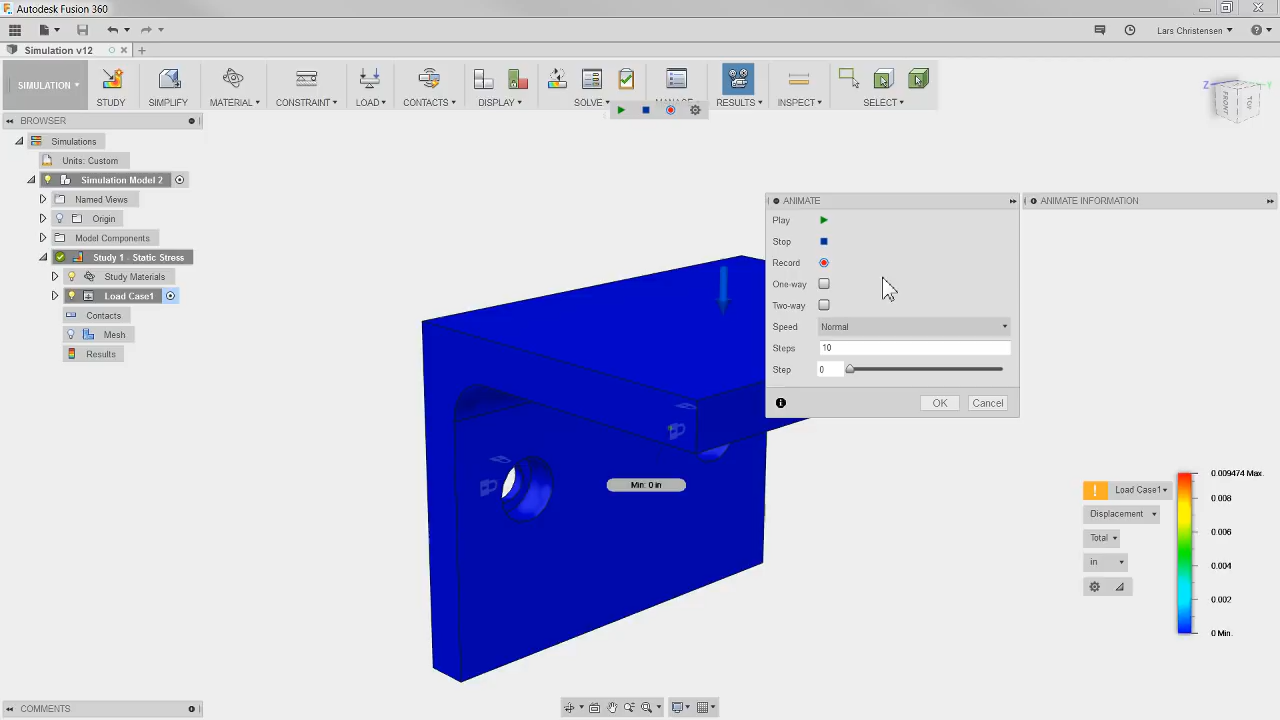 Autodesk Fusion 360
Lars Christensen
Simulation v12
SIMULATION
STUDY
SIMPLIFY
MATERIAL
CONSTRAINT
LOAD
CONTACTS
DISPLAY
SOLVE
MANAGE
RESULTS
INSPECT
SELECT
BROWSER
Simulations
Units: Custom
Simulation Model 2
Named Views
Origin
Model Components
Study 1 - Static Stress
Study Materials
Load Case1
Contacts
Mesh
Results
FRONT
TOP
Z
Y
ANIMATE
Play
Stop
Record
One-way
Two-way
Speed Normal
Steps 10
Step 0
OK Cancel
ANIMATE INFORMATION
Min: 0 in
Load Case1
Displacement
Total
in
0.009474 Max.
0.008
0.006
0.004
0.002
0 Min.
COMMENTS